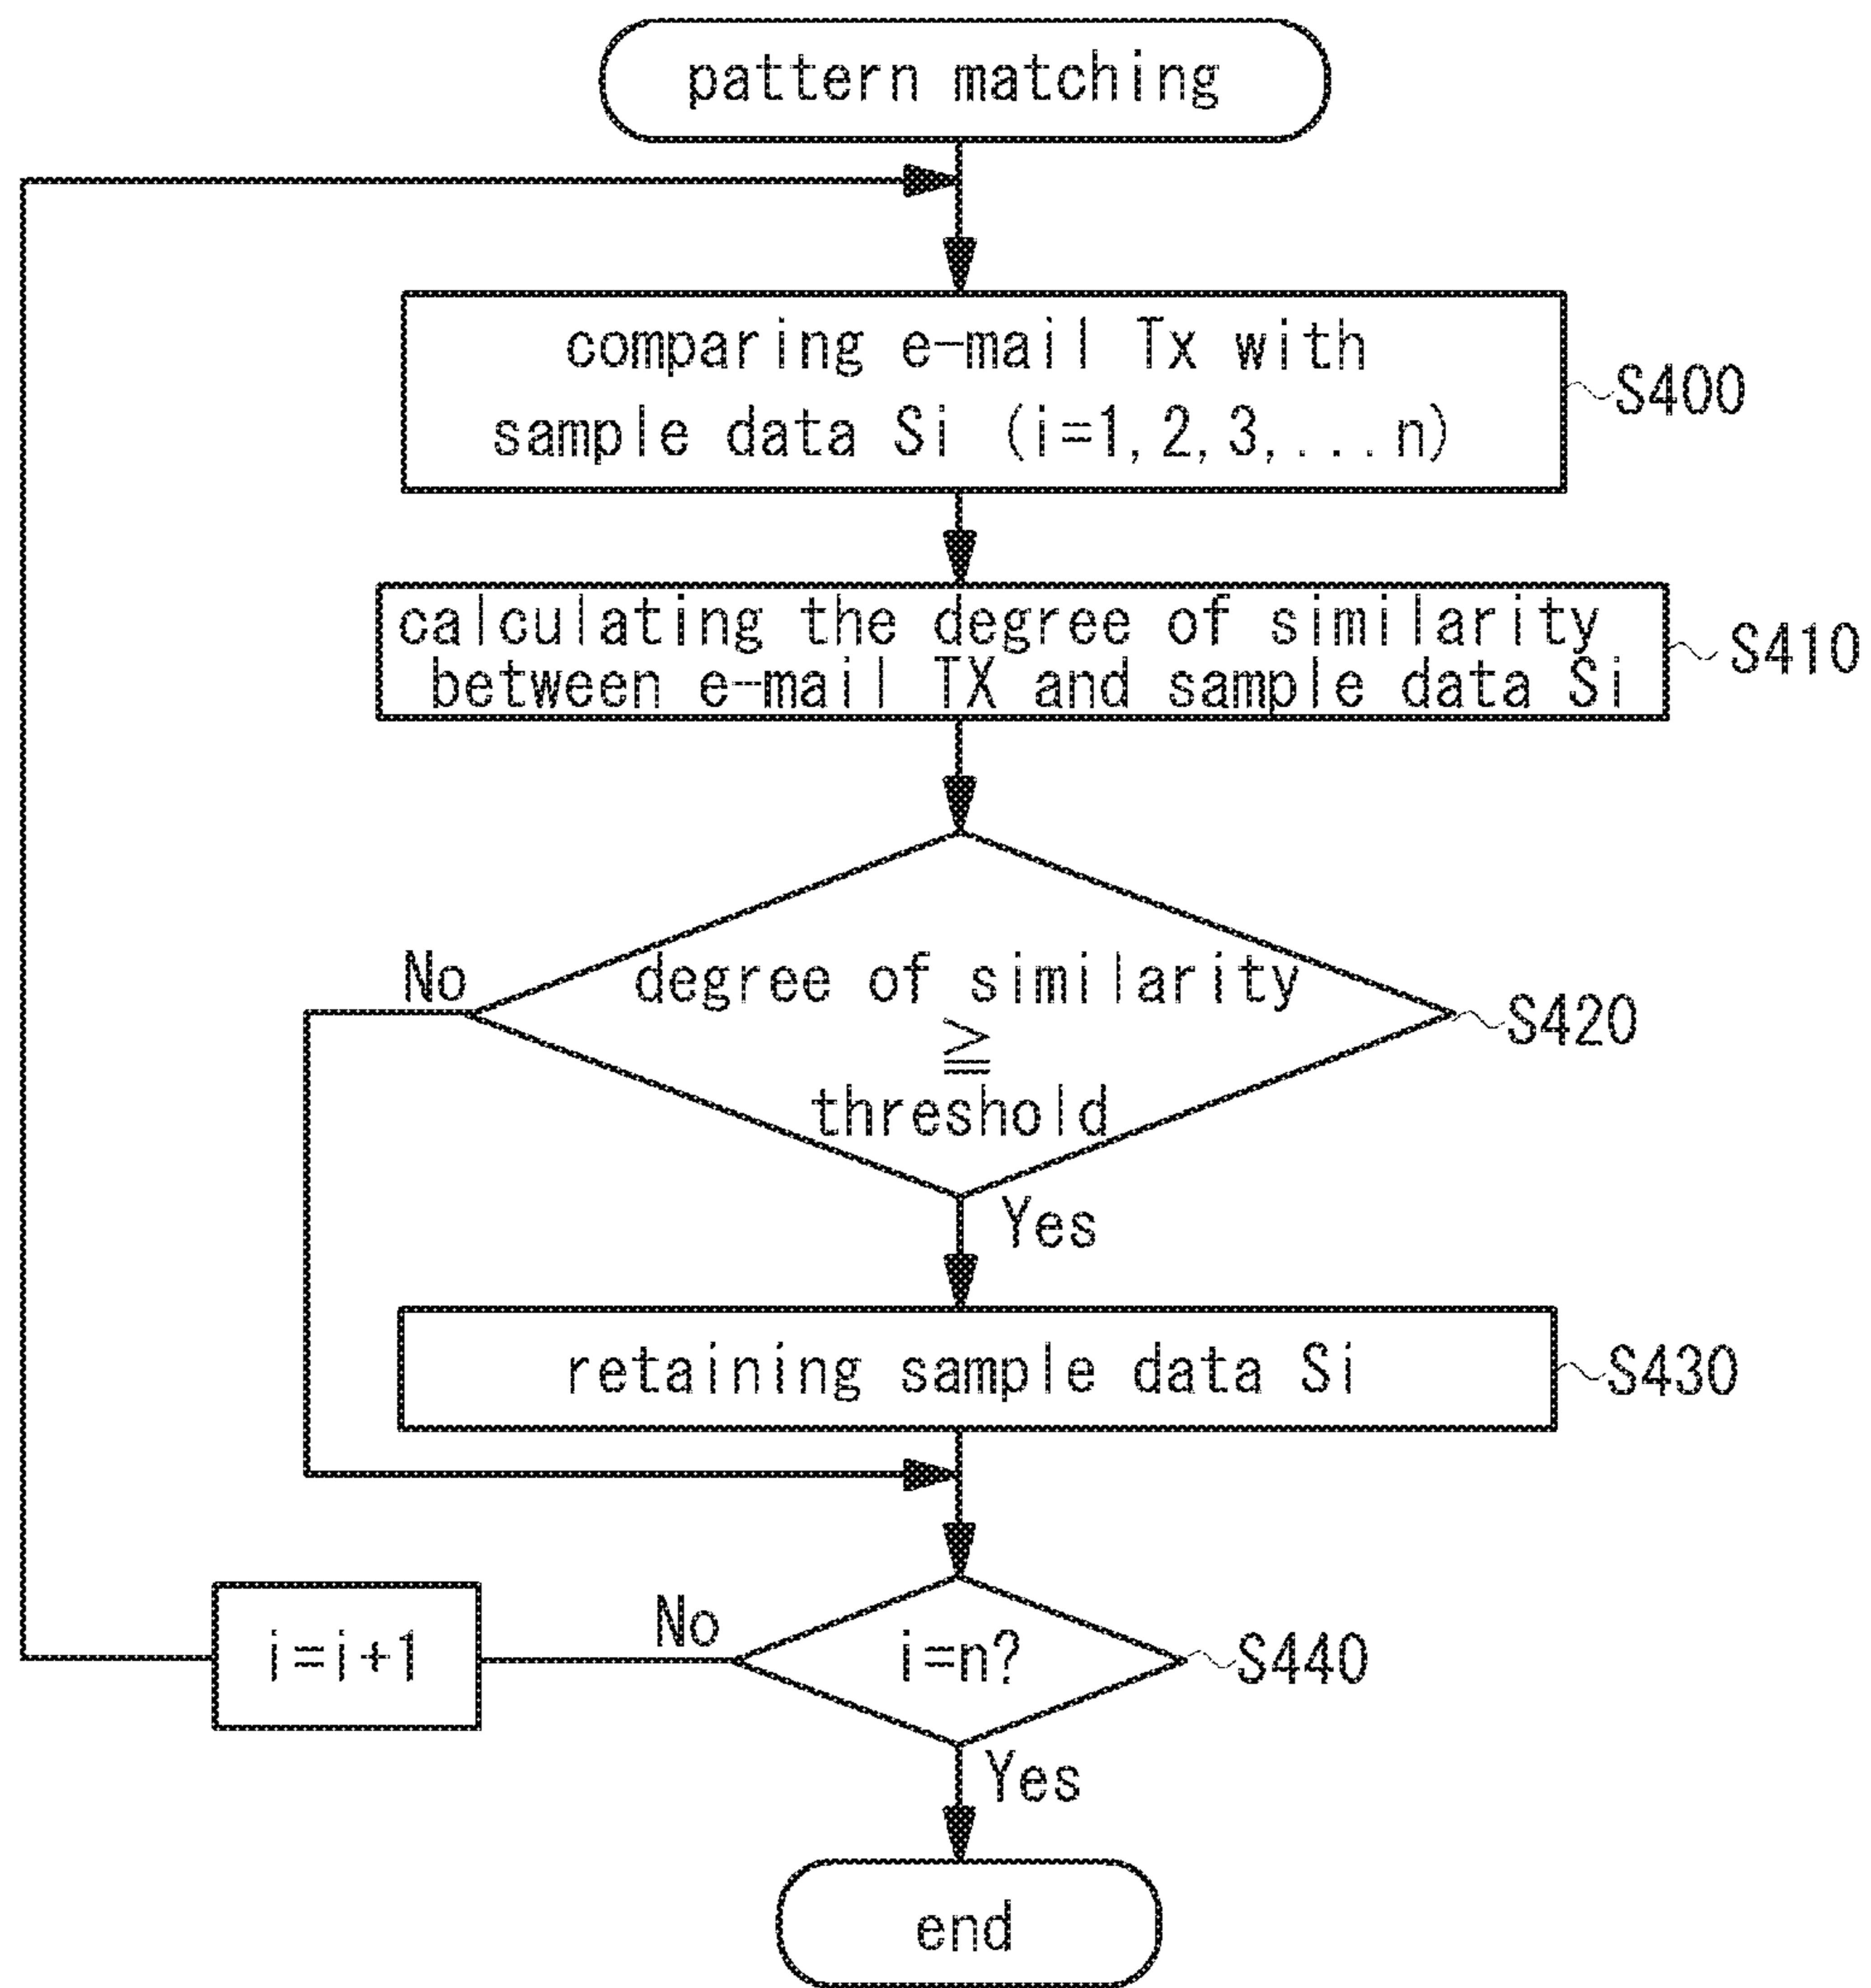 pattern matching
comparing e-mail Tx with
sample data Si (i=1,2,3,...n)
S400
calculating the degree of similarity
between e-mail TX and sample data Si
S410
No
degree of similarity
≧
threshold
S420
Yes
retaining sample data Si
S430
i=i+1
No
i=n?
S440
Yes
end